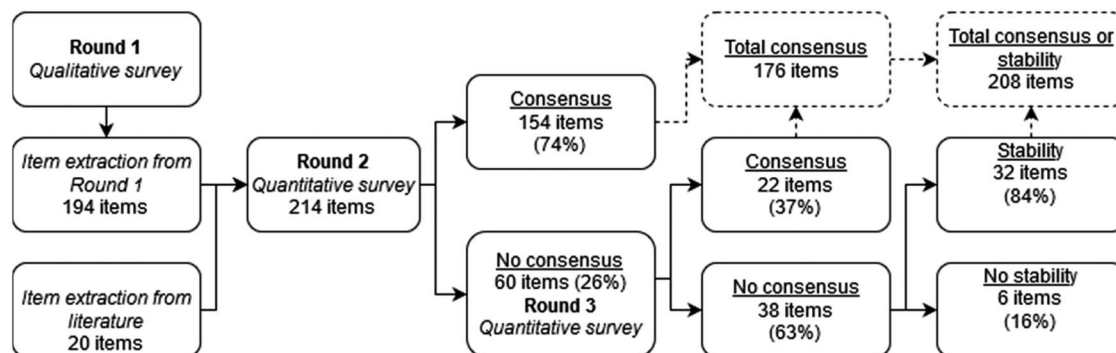 Round 1
Qualitative survey
Item extraction from
Round 1
194 items
Item extraction from
literature
20 items
Round 2
Quantitative survey
214 items
Consensus
154 items
(74%)
No consensus
60 items (26%)
Round 3
Quantitative survey
Total consensus
176 items
Consensus
22 items
(37%)
No consensus
38 items
(63%)
Total consensus or
stability
208 items
Stability
32 items
(84%)
No stability
6 items
(16%)